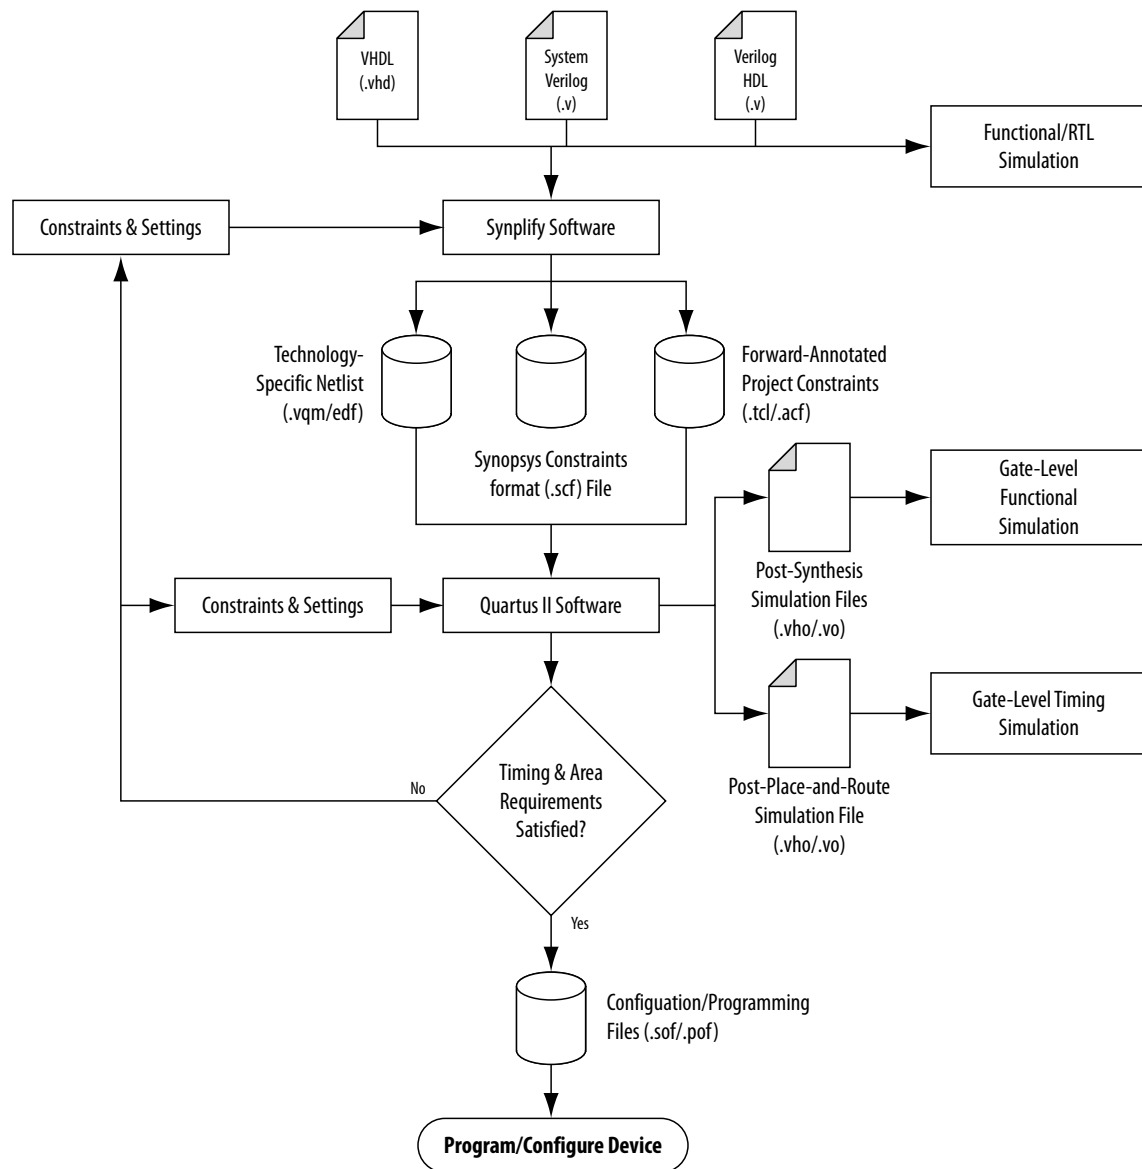 VHDL
(.vhd)
System
Verilog
(.v)
Verilog
HDL
(.v)
Functional/RTL
Simulation
Constraints & Settings
Synplify Software
Technology-
Specific Netlist
(.vqm/edf)
Forward-Annotated
Project Constraints
(.tcl/.acf)
Synopsys Constraints
format (.scf) File
Gate-Level
Functional
Simulation
Post-Synthesis
Simulation Files
(.vho/.vo)
Constraints & Settings
Quartus II Software
Gate-Level Timing
Simulation
Post-Place-and-Route
Simulation File
(.vho/.vo)
No
Timing & Area
Requirements
Satisfied?
Yes
Configuation/Programming
Files (.sof/.pof)
Program/Configure Device